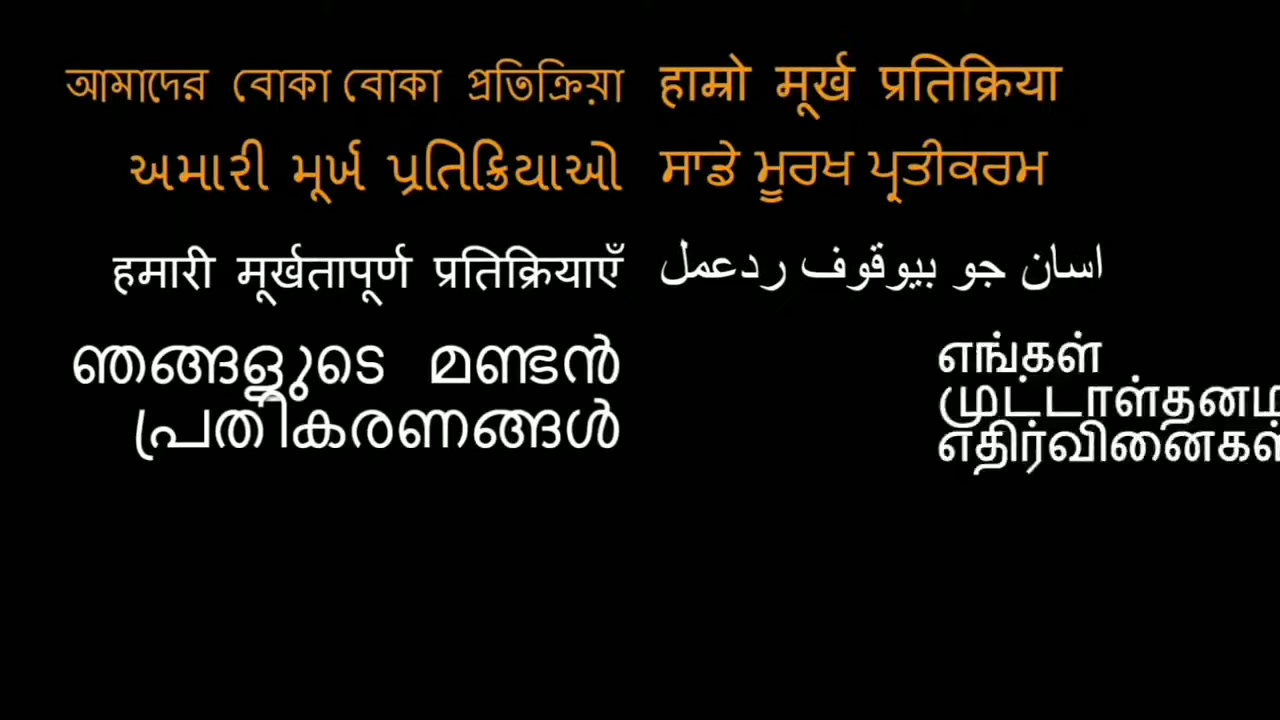 আমাদের বোকা বোকা প্রতিক্রিয়া
हाम्रो मूर्ख प्रतिक्रिया
અમારી મૂર્ખ પ્રતિક્રિયાઓ
ਸਾਡੇ ਮੂਰਖ ਪ੍ਰਤੀਕਰਮ
हमारी मूर्खतापूर्ण प्रतिक्रियाएँ
اسان جو بيوقوف ردعمل
ഞങ്ങളുടെ മണ്ടൻ
പ്രതികരണങ്ങൾ
எங்கள்
முட்டாள்தனம
எதிர்வினைகள்